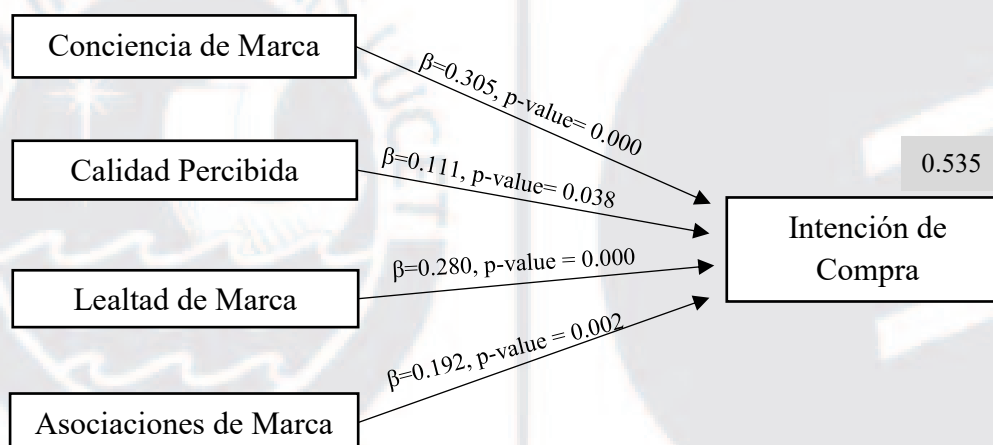 Conciencia de Marca
β=0.305, p-value= 0.000
Calidad Percibida
β=0.111, p-value= 0.038
0.535
Intención de
Compra
Lealtad de Marca
β=0.280, p-value = 0.000
Asociaciones de Marca
β=0.192, p-value = 0.002